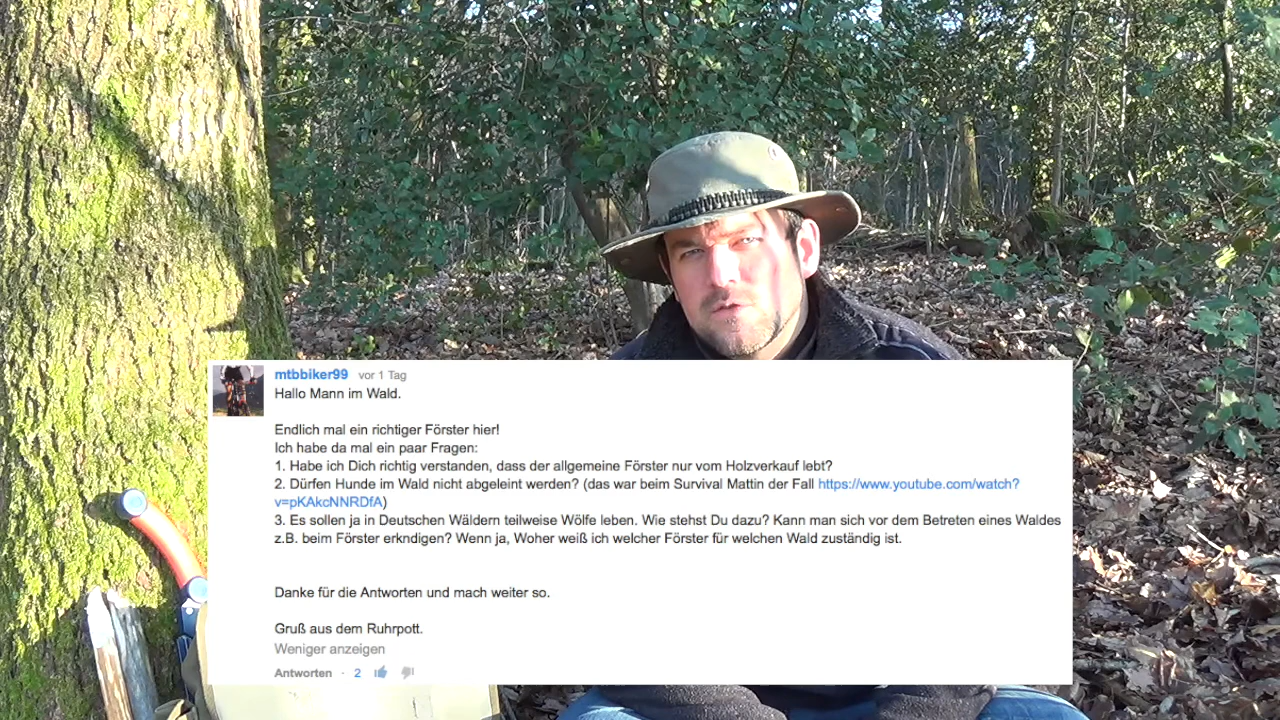 mtbbiker99 vor 1 Tag
Hallo Mann im Wald.
Endlich mal ein richtiger Förster hier!
Ich habe da mal ein paar Fragen:
1. Habe ich Dich richtig verstanden, dass der allgemeine Förster nur vom Holzverkauf lebt?
2. Dürfen Hunde im Wald nicht abgeleint werden? (das war beim Survival Mattin der Fall https://www.youtube.com/watch?
v=pKAkcNNRDfA)
3. Es sollen ja in Deutschen Wäldern teilweise Wölfe leben. Wie stehst Du dazu? Kann man sich vor dem Betreten eines Waldes
z.B. beim Förster erkndigen? Wenn ja, Woher weiß ich welcher Förster für welchen Wald zuständig ist.
Danke für die Antworten und mach weiter so.
Gruß aus dem Ruhrpott.
Weniger anzeigen
Antworten · 2